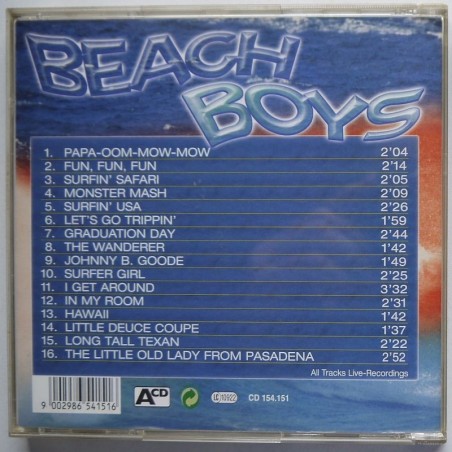 BEACH
BOYS
1. PAPA-OOM-MOW-MOW 2'04
2. FUN, FUN, FUN 2'14
3. SURFIN' SAFARI 2'05
4. MONSTER MASH 2'09
5. SURFIN' USA 2'26
6. LET'S GO TRIPPIN' 1'59
7. GRADUATION DAY 2'44
8. THE WANDERER 1'42
9. JOHNNY B. GOODE 1'49
10. SURFER GIRL 2'25
11. I GET AROUND 3'32
12. IN MY ROOM 2'31
13. HAWAII 1'42
14. LITTLE DEUCE COUPE 1'37
15. LONG TALL TEXAN 2'22
16. THE LITTLE OLD LADY FROM PASADENA 2'52
All Tracks Live-Recordings
9 002986 541516
ACD
LC 10922
CD 154.151